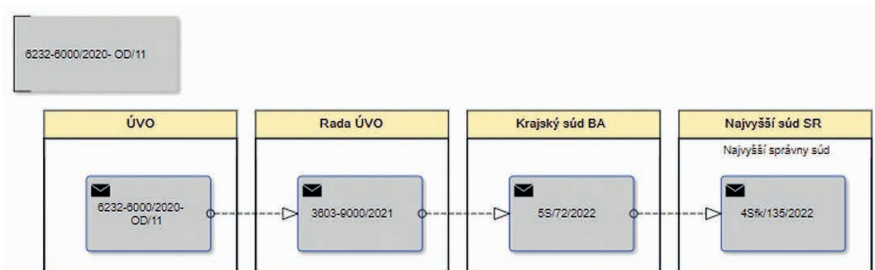 6232-6000/2020- OD/11
ÚVO
Rada ÚVO
Krajský súd BA
Najvyšší súd SR
Najvyšší správny súd
6232-6000/2020-
OD/11
3603-9000/2021
5S/72/2022
4Sfk/135/2022